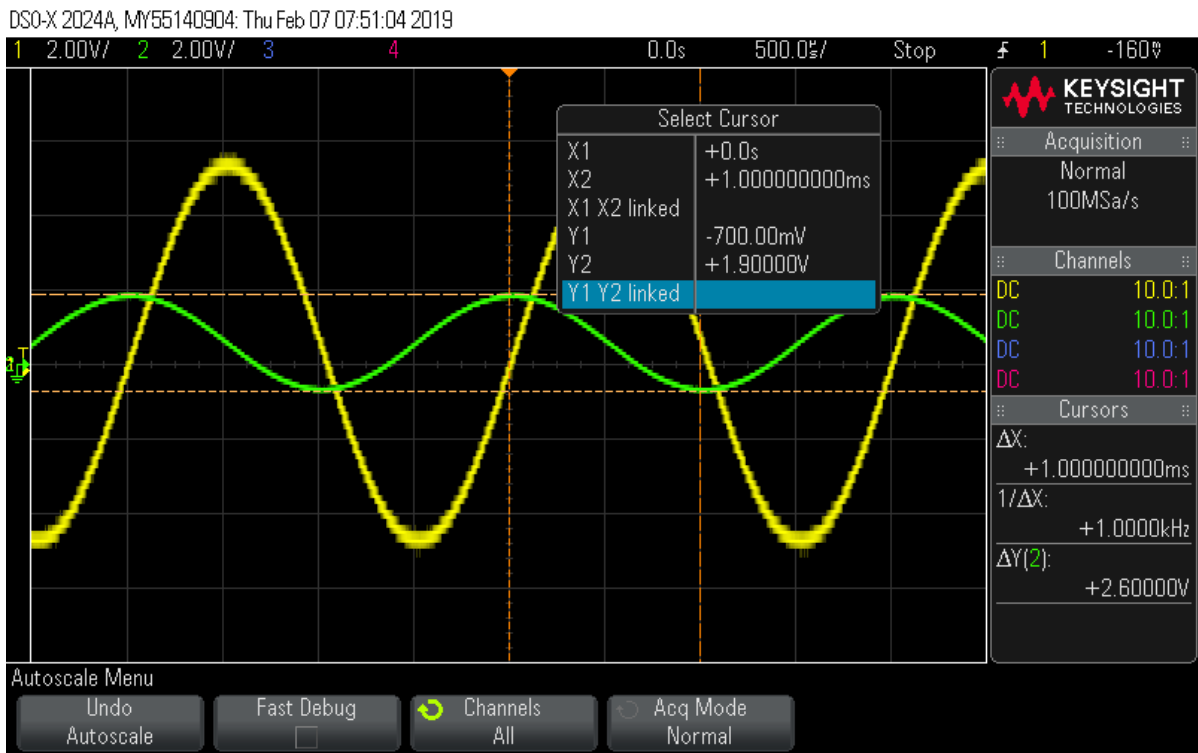 DSO-X 2024A, MY55140904: Thu Feb 07 07:51:04 2019
1 2.00V/ 2 2.00V/ 3 4 0.0s 500.0µs/ Stop 1 -160mV
KEYSIGHT
TECHNOLOGIES
Select Cursor
X1 +0.0s
X2 +1.000000000ms
X1 X2 linked
Y1 -700.00mV
Y2 +1.90000V
Y1 Y2 linked
Acquisition
Normal
100MSa/s
Channels
DC 10.0:1
DC 10.0:1
DC 10.0:1
DC 10.0:1
Cursors
ΔX:
+1.000000000ms
1/ΔX:
+1.0000kHz
ΔY(2):
+2.60000V
T
Autoscale Menu
Undo
Autoscale
Fast Debug
Channels
All
Acq Mode
Normal